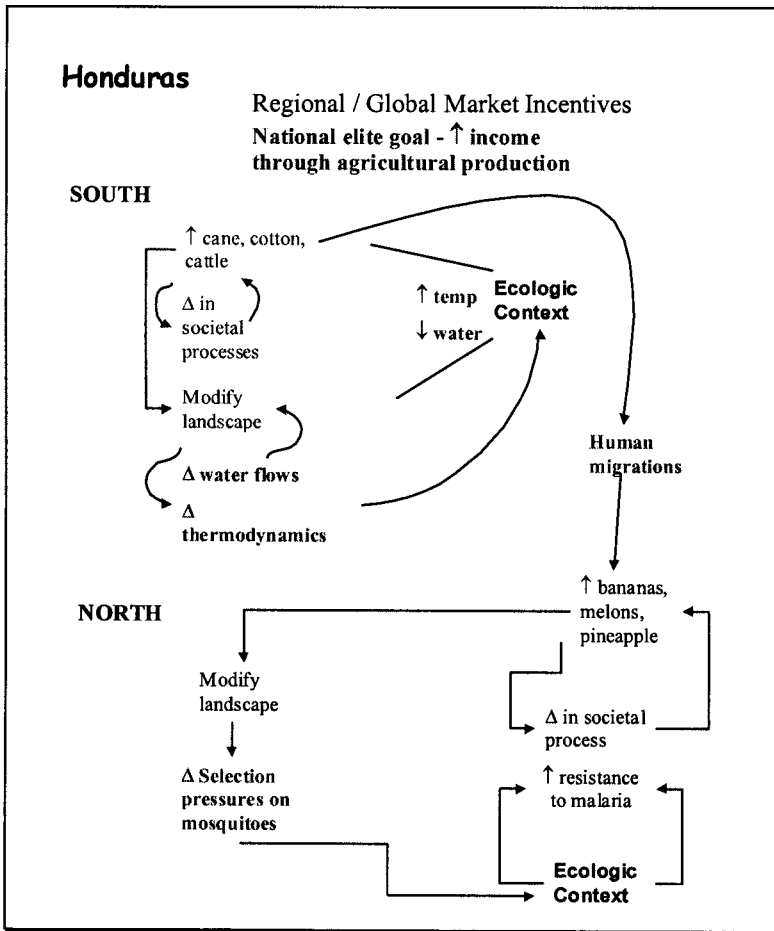 Honduras
Regional / Global Market Incentives
National elite goal - ↑ income
through agricultural production
SOUTH
↑ cane, cotton,
cattle
Δ in
societal
processes
↑ temp
↓ water
Ecologic
Context
Modify
landscape
Δ water flows
Δ
thermodynamics
Human
migrations
NORTH
↑ bananas,
melons,
pineapple
Modify
landscape
Δ in societal
process
Δ Selection
pressures on
mosquitoes
↑ resistance
to malaria
Ecologic
Context